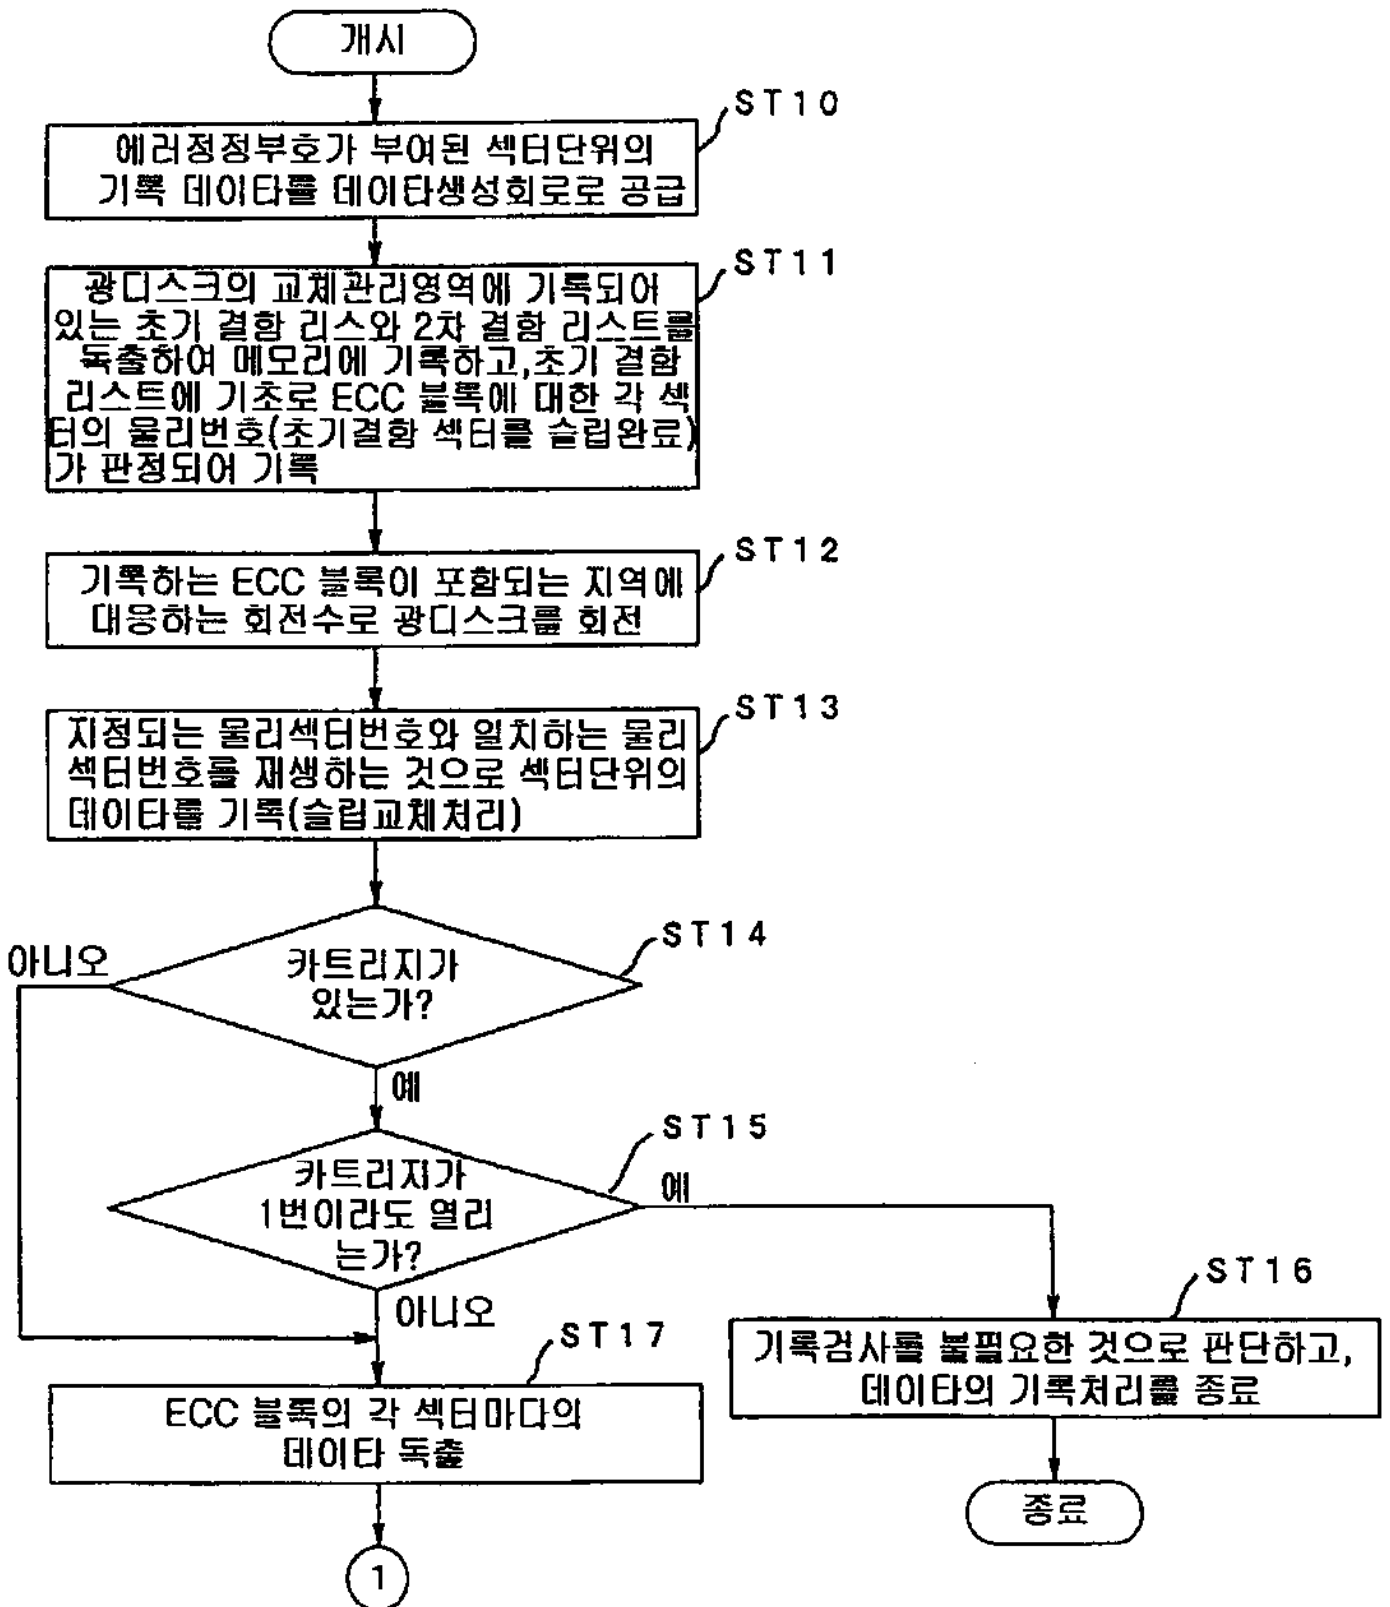 개시
ST10
에러정정부호가 부여된 섹터단위의
기록 데이타를 데이타생성회로로 공급
ST11
광디스크의 교체관리영역에 기록되어
있는 초기 결함 리스와 2차 결함 리스트를
독출하여 메모리에 기록하고,초기 결함
리스트에 기초로 ECC 블록에 대한 각 섹
터의 물리번호(초기결함 섹터를 슬립완료)
가 판정되어 기록
ST12
기록하는 ECC 블록이 포함되는 지역에
대응하는 회전수로 광디스크를 회전
ST13
지정되는 물리섹터번호와 일치하는 물리
섹터번호를 재생하는 것으로 섹터단위의
데이타를 기록(슬립교체처리)
ST14
아니오
카트리지가
있는가?
예
ST15
카트리지가
1번이라도 열리
는가?
예
아니오
ST16
기록검사를 불필요한 것으로 판단하고,
데이타의 기록처리를 종료
ST17
ECC 블록의 각 섹터마다의
데이타 독출
종료
1